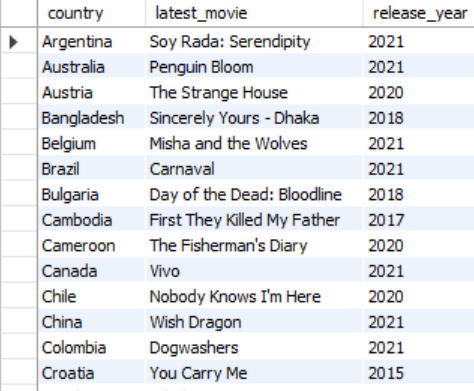 country latest_movie release_year
Argentina Soy Rada: Serendipity 2021
Australia Penguin Bloom 2021
Austria The Strange House 2020
Bangladesh Sincerely Yours - Dhaka 2018
Belgium Misha and the Wolves 2021
Brazil Carnaval 2021
Bulgaria Day of the Dead: Bloodline 2018
Cambodia First They Killed My Father 2017
Cameroon The Fisherman's Diary 2020
Canada Vivo 2021
Chile Nobody Knows I'm Here 2020
China Wish Dragon 2021
Colombia Dogwashers 2021
Croatia You Carry Me 2015